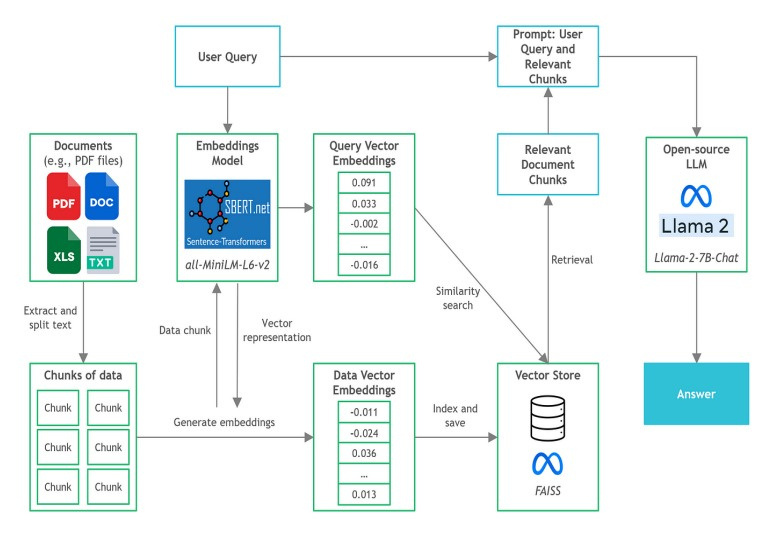 User Query
Prompt: User
Query and
Relevant
Chunks
Documents
(e.g., PDF files)
PDF
DOC
XLS
TXT
Embeddings
Model
SBERT.net
Sentence-Transformers
all-MiniLM-L6-v2
Query Vector
Embeddings
0.091
0.033
-0.002
...
-0.016
Relevant
Document
Chunks
Open-source
LLM
Llama 2
Llama-2-7B-Chat
Extract and
split text
Data chunk
Vector
representation
Similarity
search
Retrieval
Chunks of data
Chunk
Chunk
Chunk
Chunk
Chunk
Chunk
Generate embeddings
Data Vector
Embeddings
-0.011
-0.024
0.036
...
0.013
Index and
save
Vector Store
FAISS
Answer